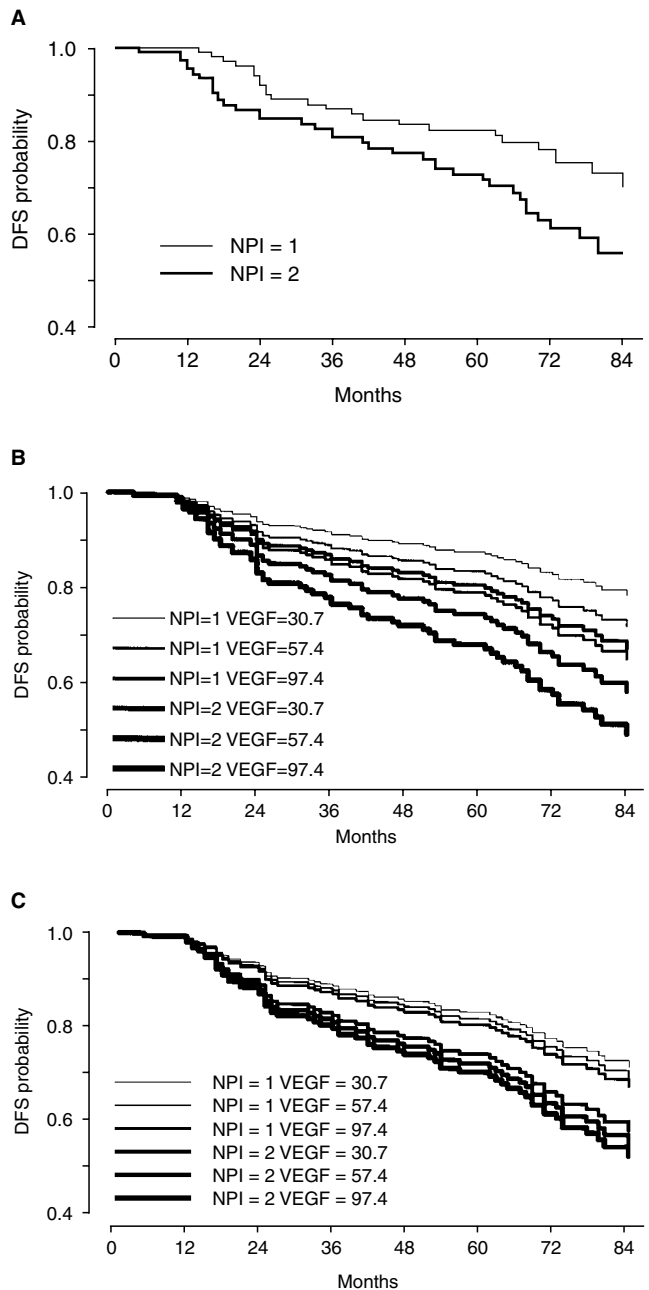 A
1.0
0.8
0.6
0.4
DFS probability
NPI = 1
NPI = 2
0 12 24 36 48 60 72 84
Months
B
1.0
0.8
0.6
0.4
DFS probability
NPI=1 VEGF=30.7
NPI=1 VEGF=57.4
NPI=1 VEGF=97.4
NPI=2 VEGF=30.7
NPI=2 VEGF=57.4
NPI=2 VEGF=97.4
0 12 24 36 48 60 72 84
Months
C
1.0
0.8
0.6
0.4
DFS probability
NPI = 1 VEGF = 30.7
NPI = 1 VEGF = 57.4
NPI = 1 VEGF = 97.4
NPI = 2 VEGF = 30.7
NPI = 2 VEGF = 57.4
NPI = 2 VEGF = 97.4
0 12 24 36 48 60 72 84
Months